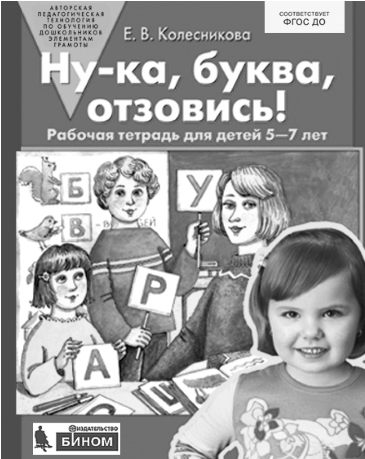 АВТОРСКАЯ
ПЕДАГОГИЧЕСКАЯ
ТЕХНОЛОГИЯ
ПО ОБУЧЕНИЮ
ДОШКОЛЬНИКОВ
ЭЛЕМЕНТАМ
ГРАМОТЫ
СООТВЕТСТВУЕТ
ФГОС ДО
Е. В. Колесникова
Ну-ка, буква,
отзовись!
Рабочая тетрадь для детей 5–7 лет
Б
У
В
БЕЙ
Р
А
ИЗДАТЕЛЬСТВО
БИНОМ